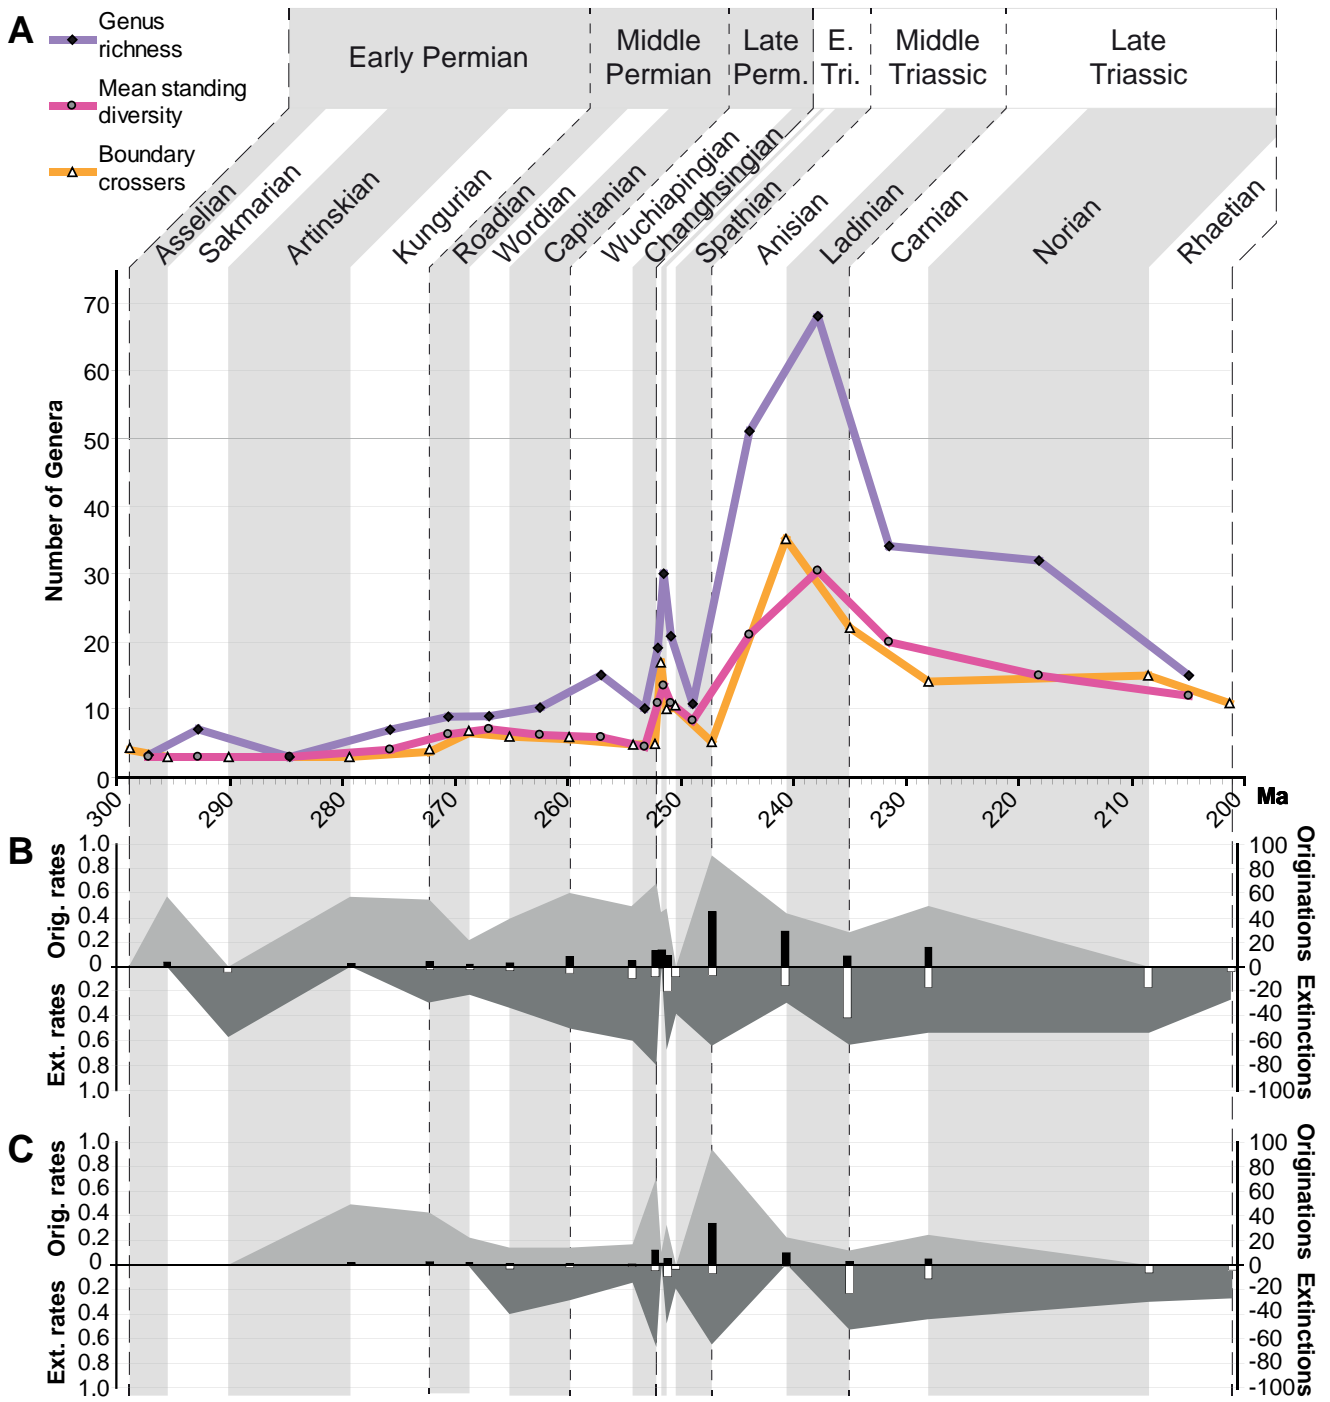 A
Genus
richness
Mean standing
diversity
Boundary
crossers
Early Permian
Middle
Permian
Late
Perm.
E.
Tri.
Middle
Triassic
Late
Triassic
Asselian
Sakmarian
Artinskian
Kungurian
Roadian
Wordian
Capitanian
Wuchiapingian
Changhsingian
Spathian
Anisian
Ladinian
Carnian
Norian
Rhaetian
Number of Genera
70
60
50
40
30
20
10
0
300
290
280
270
260
250
240
230
220
210
200
Ma
B
Orig. rates
Ext. rates
1.0
0.8
0.6
0.4
0.2
0
0.2
0.4
0.6
0.8
1.0
100
80
60
40
20
0
-20
-40
-60
-80
-100
Originations
Extinctions
C
Orig. rates
Ext. rates
1.0
0.8
0.6
0.4
0.2
0
0.2
0.4
0.6
0.8
1.0
100
80
60
40
20
0
-20
-40
-60
-80
-100
Originations
Extinctions